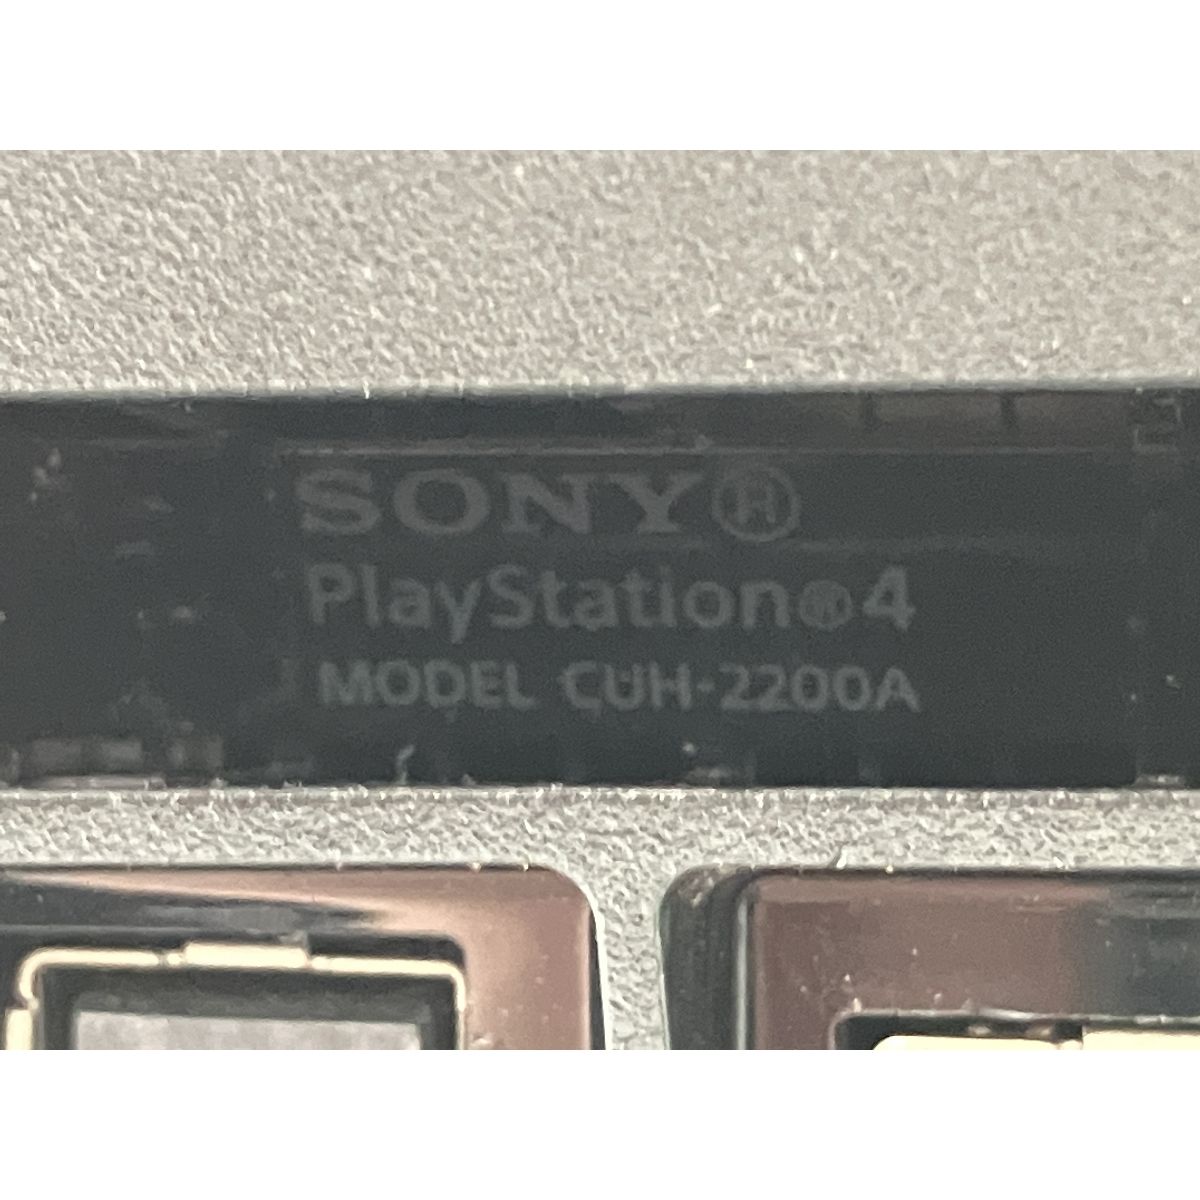 SONY®
PlayStation®4
MODEL CUH-2200A